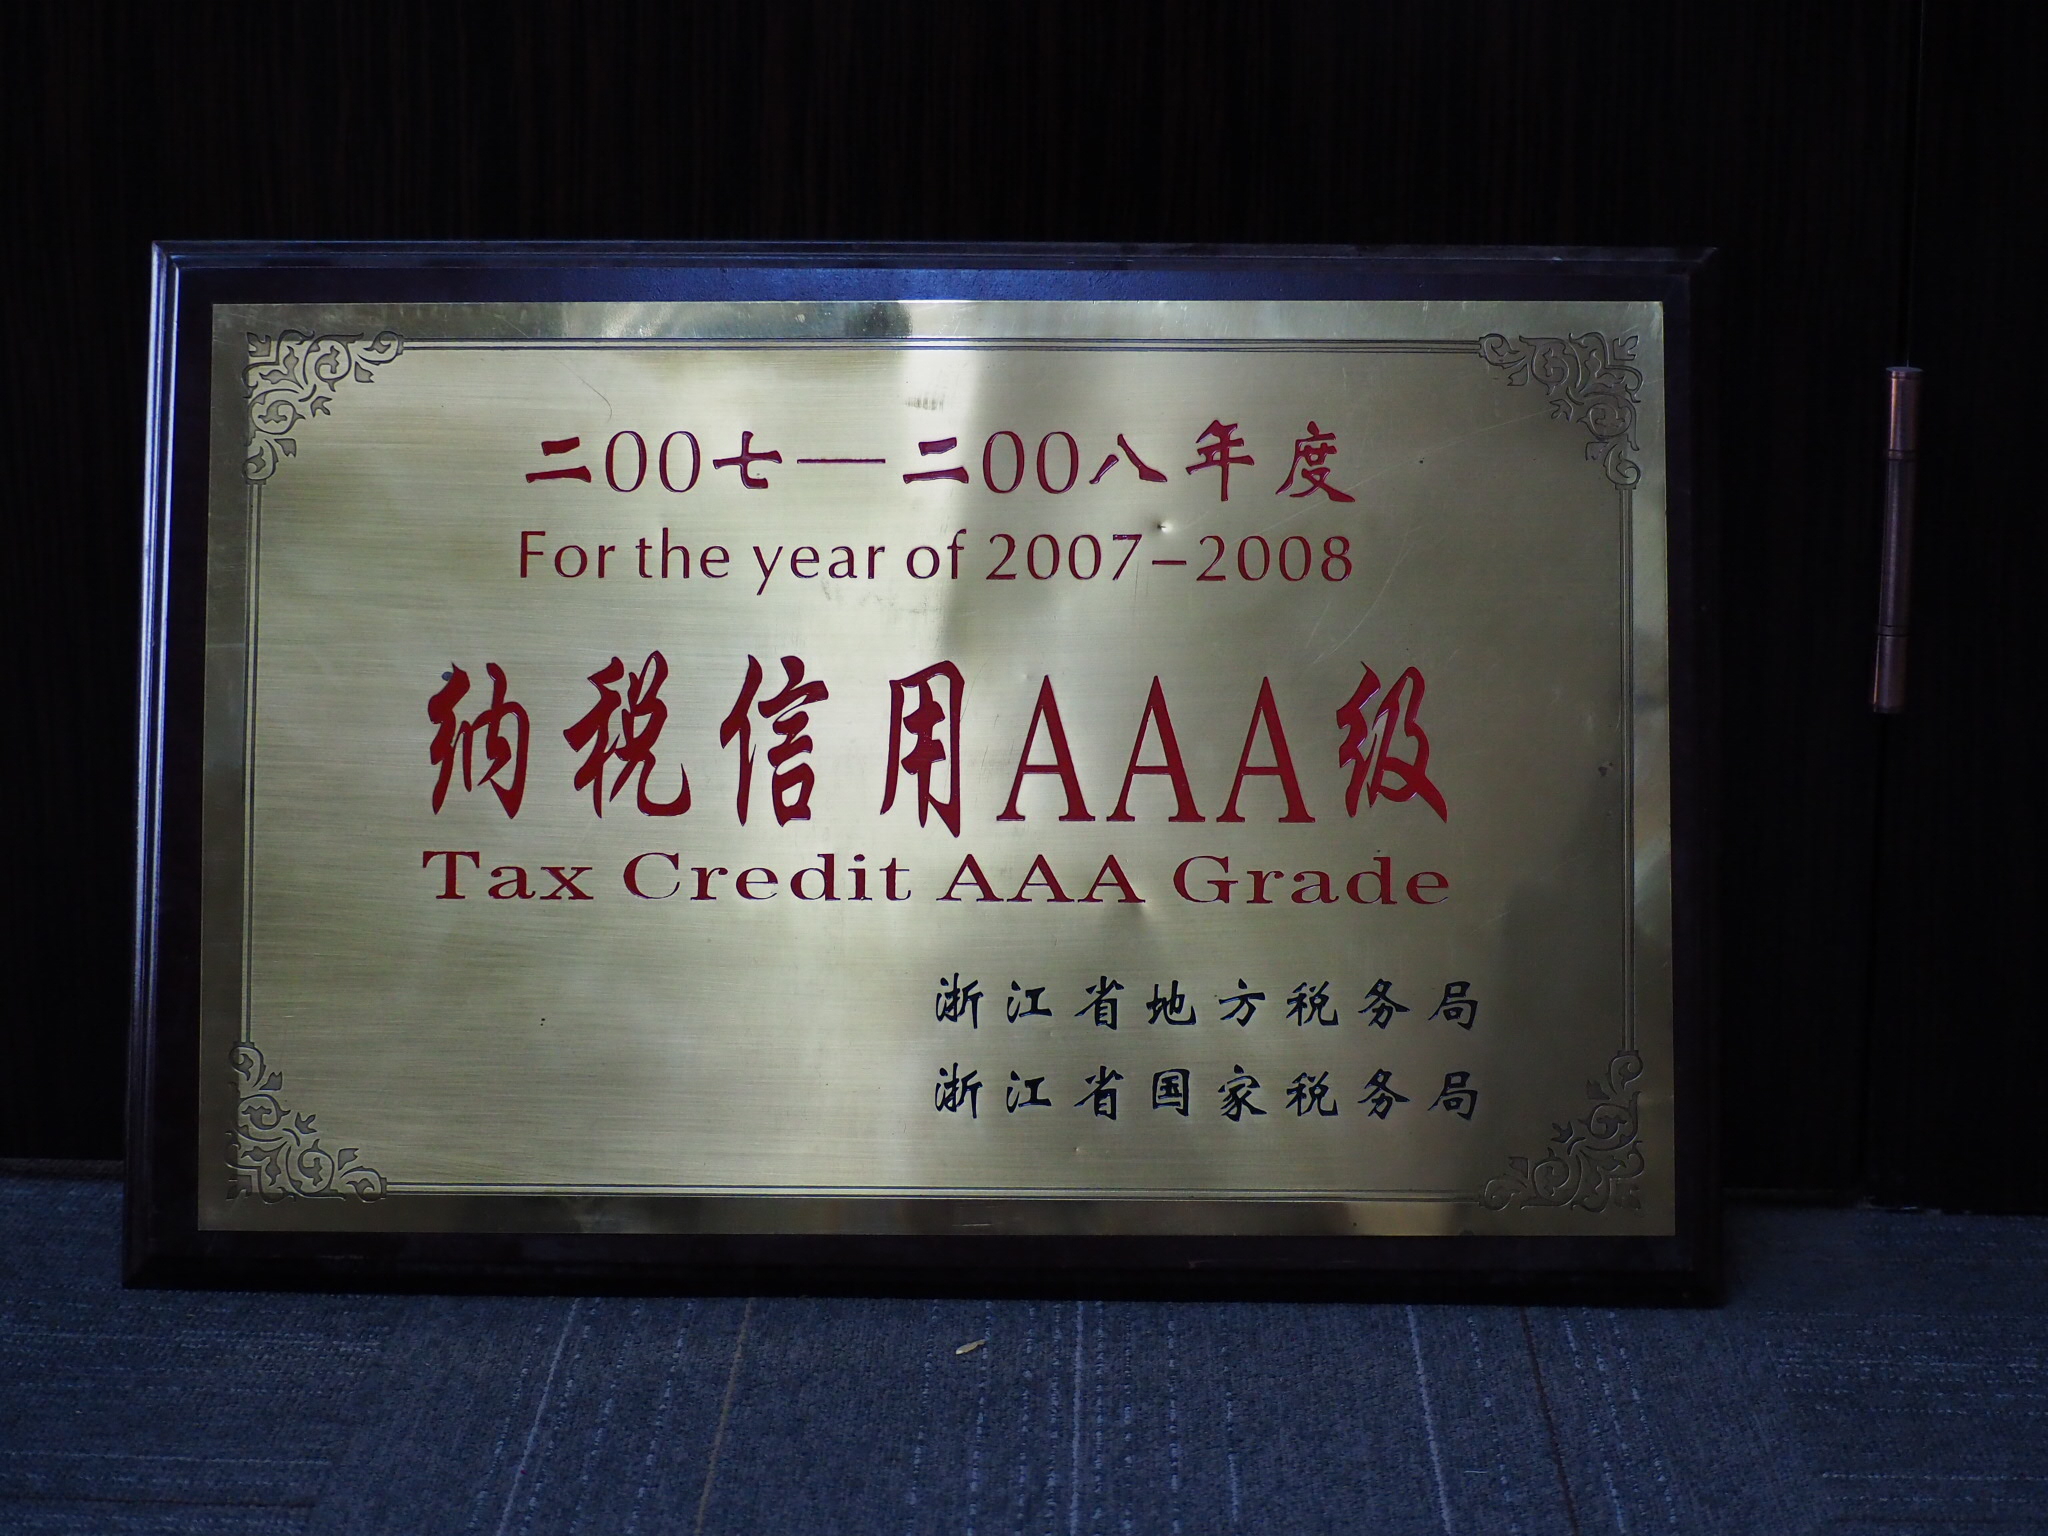 二00七—二00八年度
For the year of 2007-2008
纳税信用AAA级
Tax Credit AAA Grade
浙江省地方税务局
浙江省国家税务局